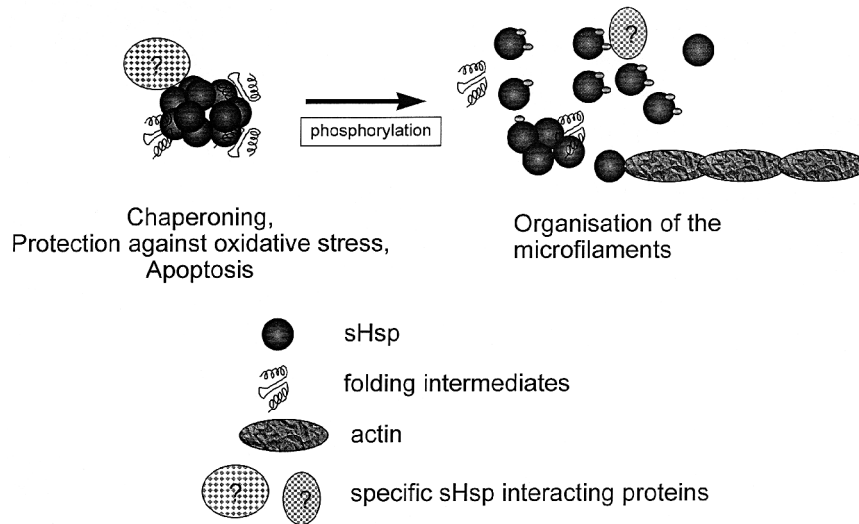 ?
?
phosphorylation
Chaperoning,
Protection against oxidative stress,
Apoptosis
Organisation of the
microfilaments
sHsp
folding intermediates
actin
? ? specific sHsp interacting proteins